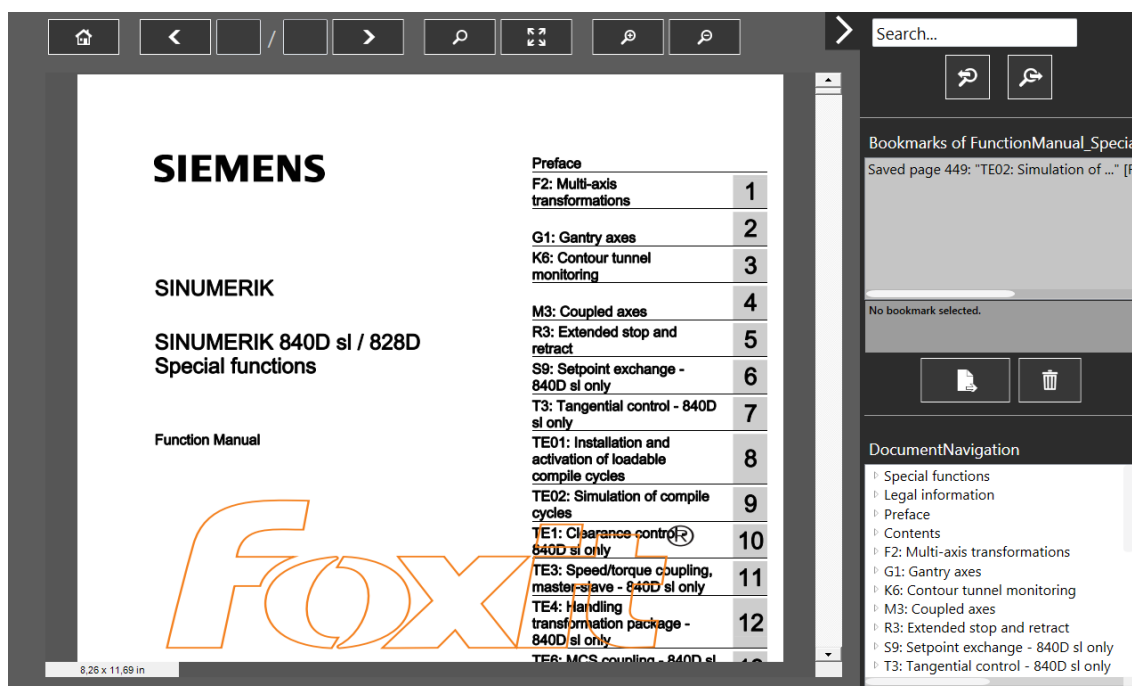 /
Search...
SIEMENS
SINUMERIK
SINUMERIK 840D sl / 828D
Special functions
Function Manual
Preface
F2: Multi-axis
transformations
1
G1: Gantry axes
2
K6: Contour tunnel
monitoring
3
M3: Coupled axes
4
R3: Extended stop and
retract
5
S9: Setpoint exchange -
840D sl only
6
T3: Tangential control - 840D
sl only
7
TE01: Installation and
activation of loadable
compile cycles
8
TE02: Simulation of compile
cycles
9
TE1: Clearance control -
840D sl only
10
TE3: Speed/torque coupling,
master-slave - 840D sl only
11
TE4: Handling
transformation package -
840D sl only
12
TE6: MCS coupling - 840D sl
Foxit®
8,26 x 11,69 in
Bookmarks of FunctionManual_Specia
Saved page 449: "TE02: Simulation of ..." [F
No bookmark selected.
DocumentNavigation
Special functions
Legal information
Preface
Contents
F2: Multi-axis transformations
G1: Gantry axes
K6: Contour tunnel monitoring
M3: Coupled axes
R3: Extended stop and retract
S9: Setpoint exchange - 840D sl only
T3: Tangential control - 840D sl only